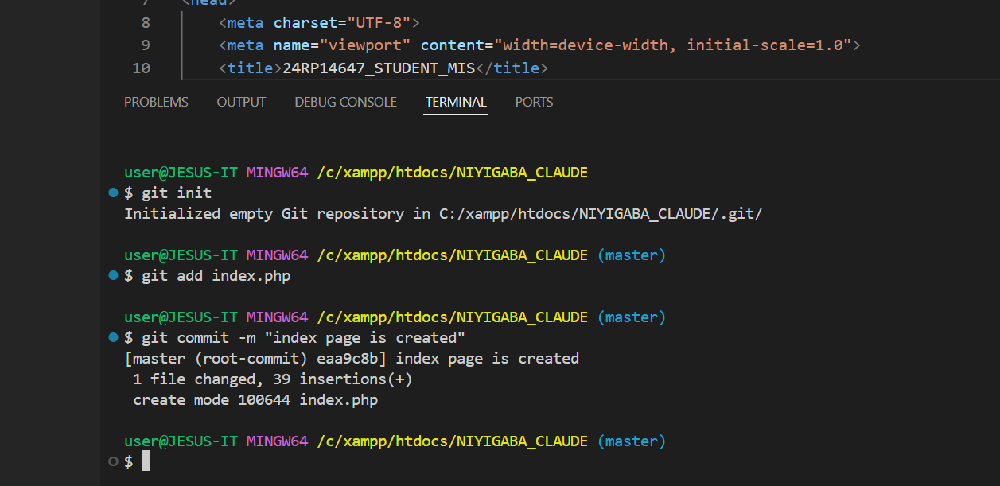 7 <head>
8 <meta charset="UTF-8">
9 <meta name="viewport" content="width=device-width, initial-scale=1.0">
10 <title>24RP14647_STUDENT_MIS</title>
PROBLEMS OUTPUT DEBUG CONSOLE TERMINAL PORTS
user@JESUS-IT MINGW64 /c/xampp/htdocs/NIYIGABA_CLAUDE
$ git init
Initialized empty Git repository in C:/xampp/htdocs/NIYIGABA_CLAUDE/.git/
user@JESUS-IT MINGW64 /c/xampp/htdocs/NIYIGABA_CLAUDE (master)
$ git add index.php
user@JESUS-IT MINGW64 /c/xampp/htdocs/NIYIGABA_CLAUDE (master)
$ git commit -m "index page is created"
[master (root-commit) eaa9c8b] index page is created
 1 file changed, 39 insertions(+)
 create mode 100644 index.php
user@JESUS-IT MINGW64 /c/xampp/htdocs/NIYIGABA_CLAUDE (master)
$